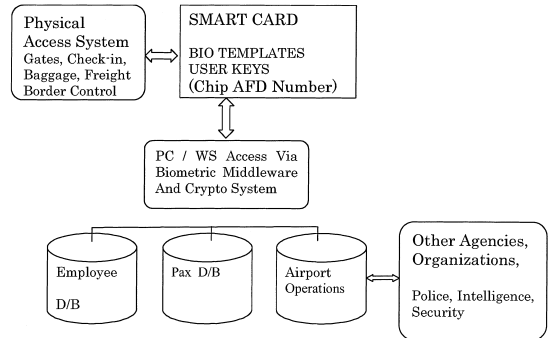 Physical
Access System
Gates, Check-in,
Baggage, Freight
Border Control
SMART CARD
BIO TEMPLATES
USER KEYS
(Chip AFD Number)
PC / WS Access Via
Biometric Middleware
And Crypto System
Employee
D/B
Pax D/B
Airport
Operations
Other Agencies,
Organizations,
Police, Intelligence,
Security